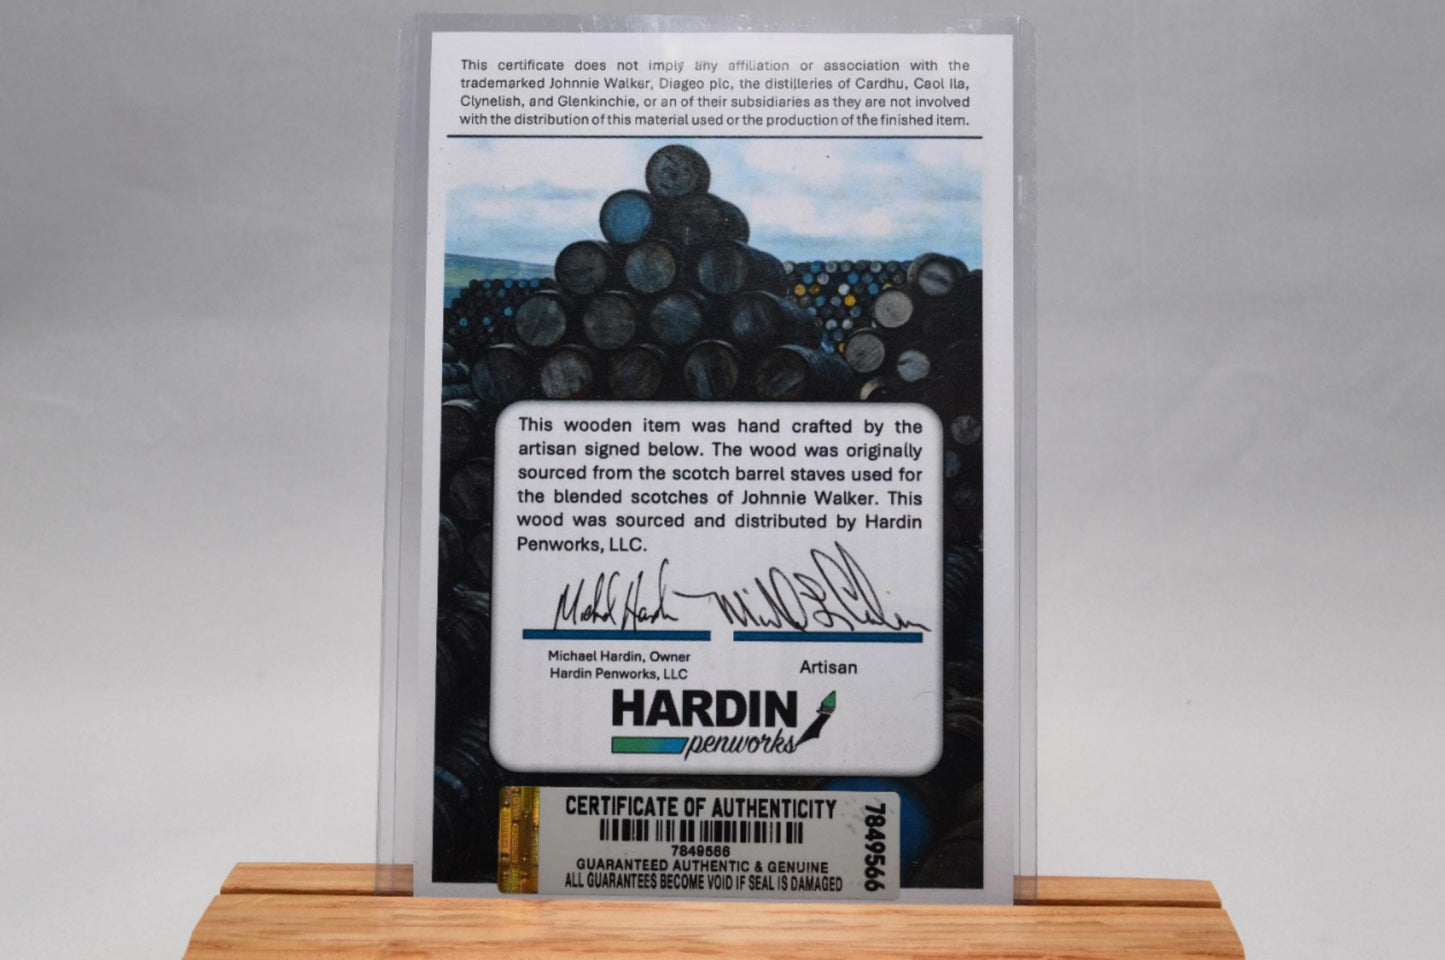 This certificate does not imply any affiliation or association with the
trademarked Johnnie Walker, Diageo plc, the distilleries of Cardhu, Caol Ila,
Clynelish, and Glenkinchie, or an of their subsidiaries as they are not involved
with the distribution of this material used or the production of the finished item.
This wooden item was hand crafted by the
artisan signed below. The wood was originally
sourced from the scotch barrel staves used for
the blended scotches of Johnnie Walker. This
wood was sourced and distributed by Hardin
Penworks, LLC.
Michael Hardin, Owner
Hardin Penworks, LLC
Artisan
HARDIN
penworks
CERTIFICATE OF AUTHENTICITY
7849566
GUARANTEED AUTHENTIC & GENUINE
ALL GUARANTEES BECOME VOID IF SEAL IS DAMAGED
7849566